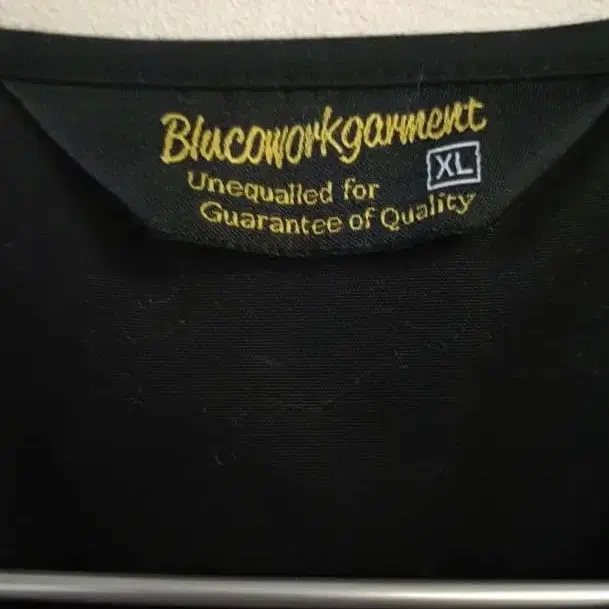 Blucoworkgarment
XL
Unequalled for
Guarantee of Quality